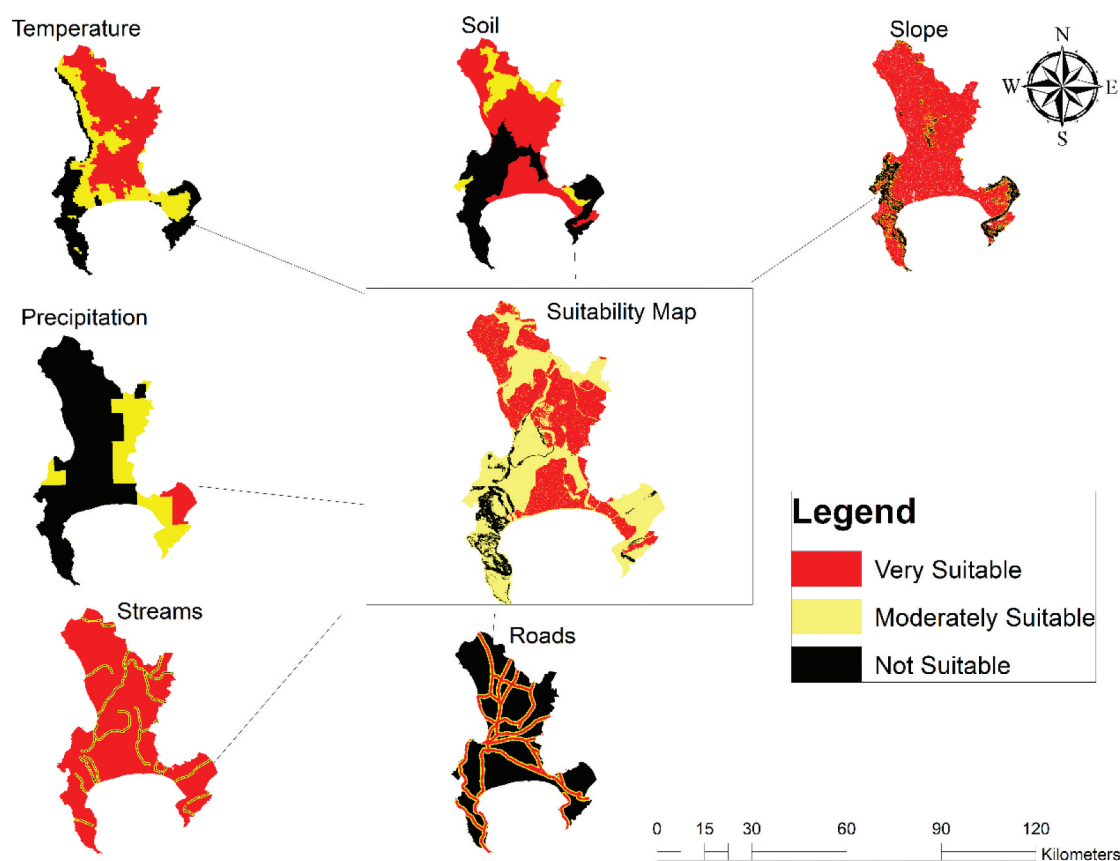 Temperature
Soil
Slope
N
W
E
S
Precipitation
Suitability Map
Legend
Very Suitable
Moderately Suitable
Not Suitable
Streams
Roads
0 15 30 60 90 120
Kilometers